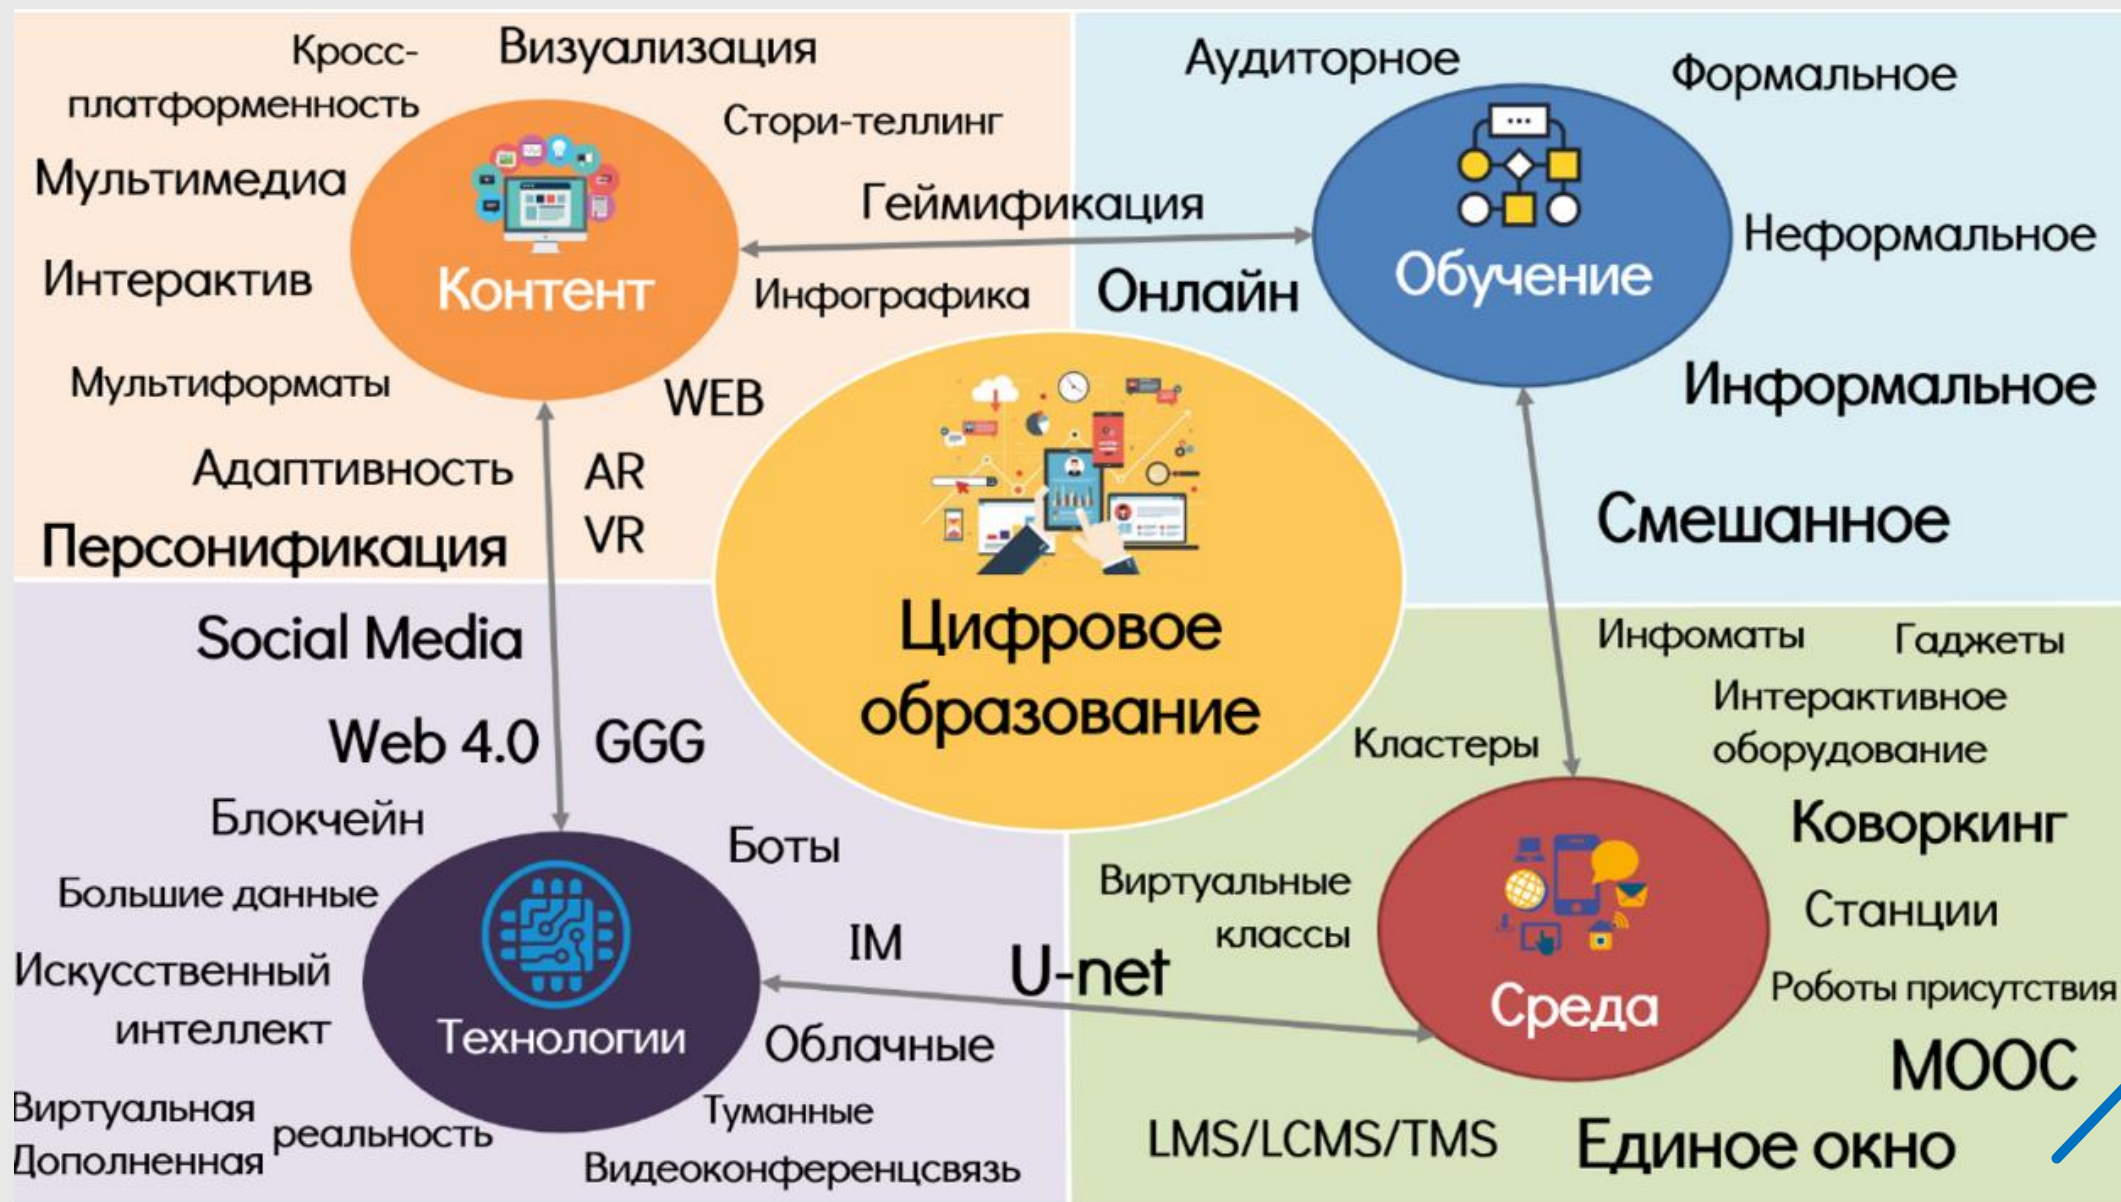 Кросс-
платформенность
Визуализация
Стори-теллинг
Мультимедиа
Геймификация
Интерактив
Контент
Инфографика
Мультиформаты
WEB
Адаптивность
AR
VR
Персонификация
Аудиторное
Формальное
Неформальное
Онлайн
Обучение
Информальное
Смешанное
Цифровое
образование
Social Media
Web 4.0
GGG
Блокчейн
Боты
Большие данные
IM
U-net
Искусственный
интеллект
Технологии
Облачные
Виртуальная
Дополненная
реальность
Туманные
Видеоконференцсвязь
Инфоматы
Гаджеты
Интерактивное
оборудование
Кластеры
Коворкинг
Виртуальные
классы
Станции
Среда
Роботы присутствия
МООС
LMS/LCMS/TMS
Единое окно